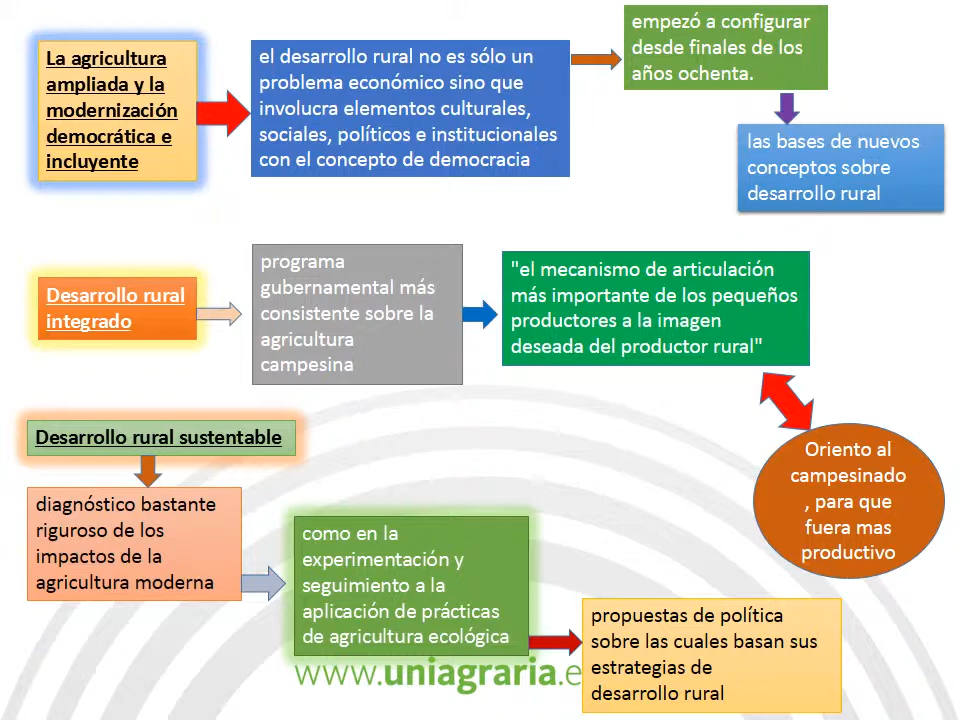 La agricultura
ampliada y la
modernización
democrática e
incluyente
el desarrollo rural no es sólo un
problema económico sino que
involucra elementos culturales,
sociales, políticos e institucionales
con el concepto de democracia
empezó a configurar
desde finales de los
años ochenta.
las bases de nuevos
conceptos sobre
desarrollo rural
Desarrollo rural
integrado
programa
gubernamental más
consistente sobre la
agricultura
campesina
"el mecanismo de articulación
más importante de los pequeños
productores a la imagen
deseada del productor rural"
Oriento al
campesinado
, para que
fuera mas
productivo
Desarrollo rural sustentable
diagnóstico bastante
riguroso de los
impactos de la
agricultura moderna
como en la
experimentación y
seguimiento a la
aplicación de prácticas
de agricultura ecológica
propuestas de política
sobre las cuales basan sus
estrategias de
desarrollo rural
www.uniagraria.e